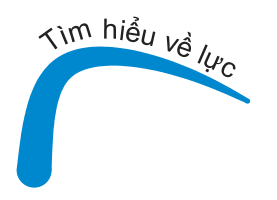 Tìm hiểu về lực